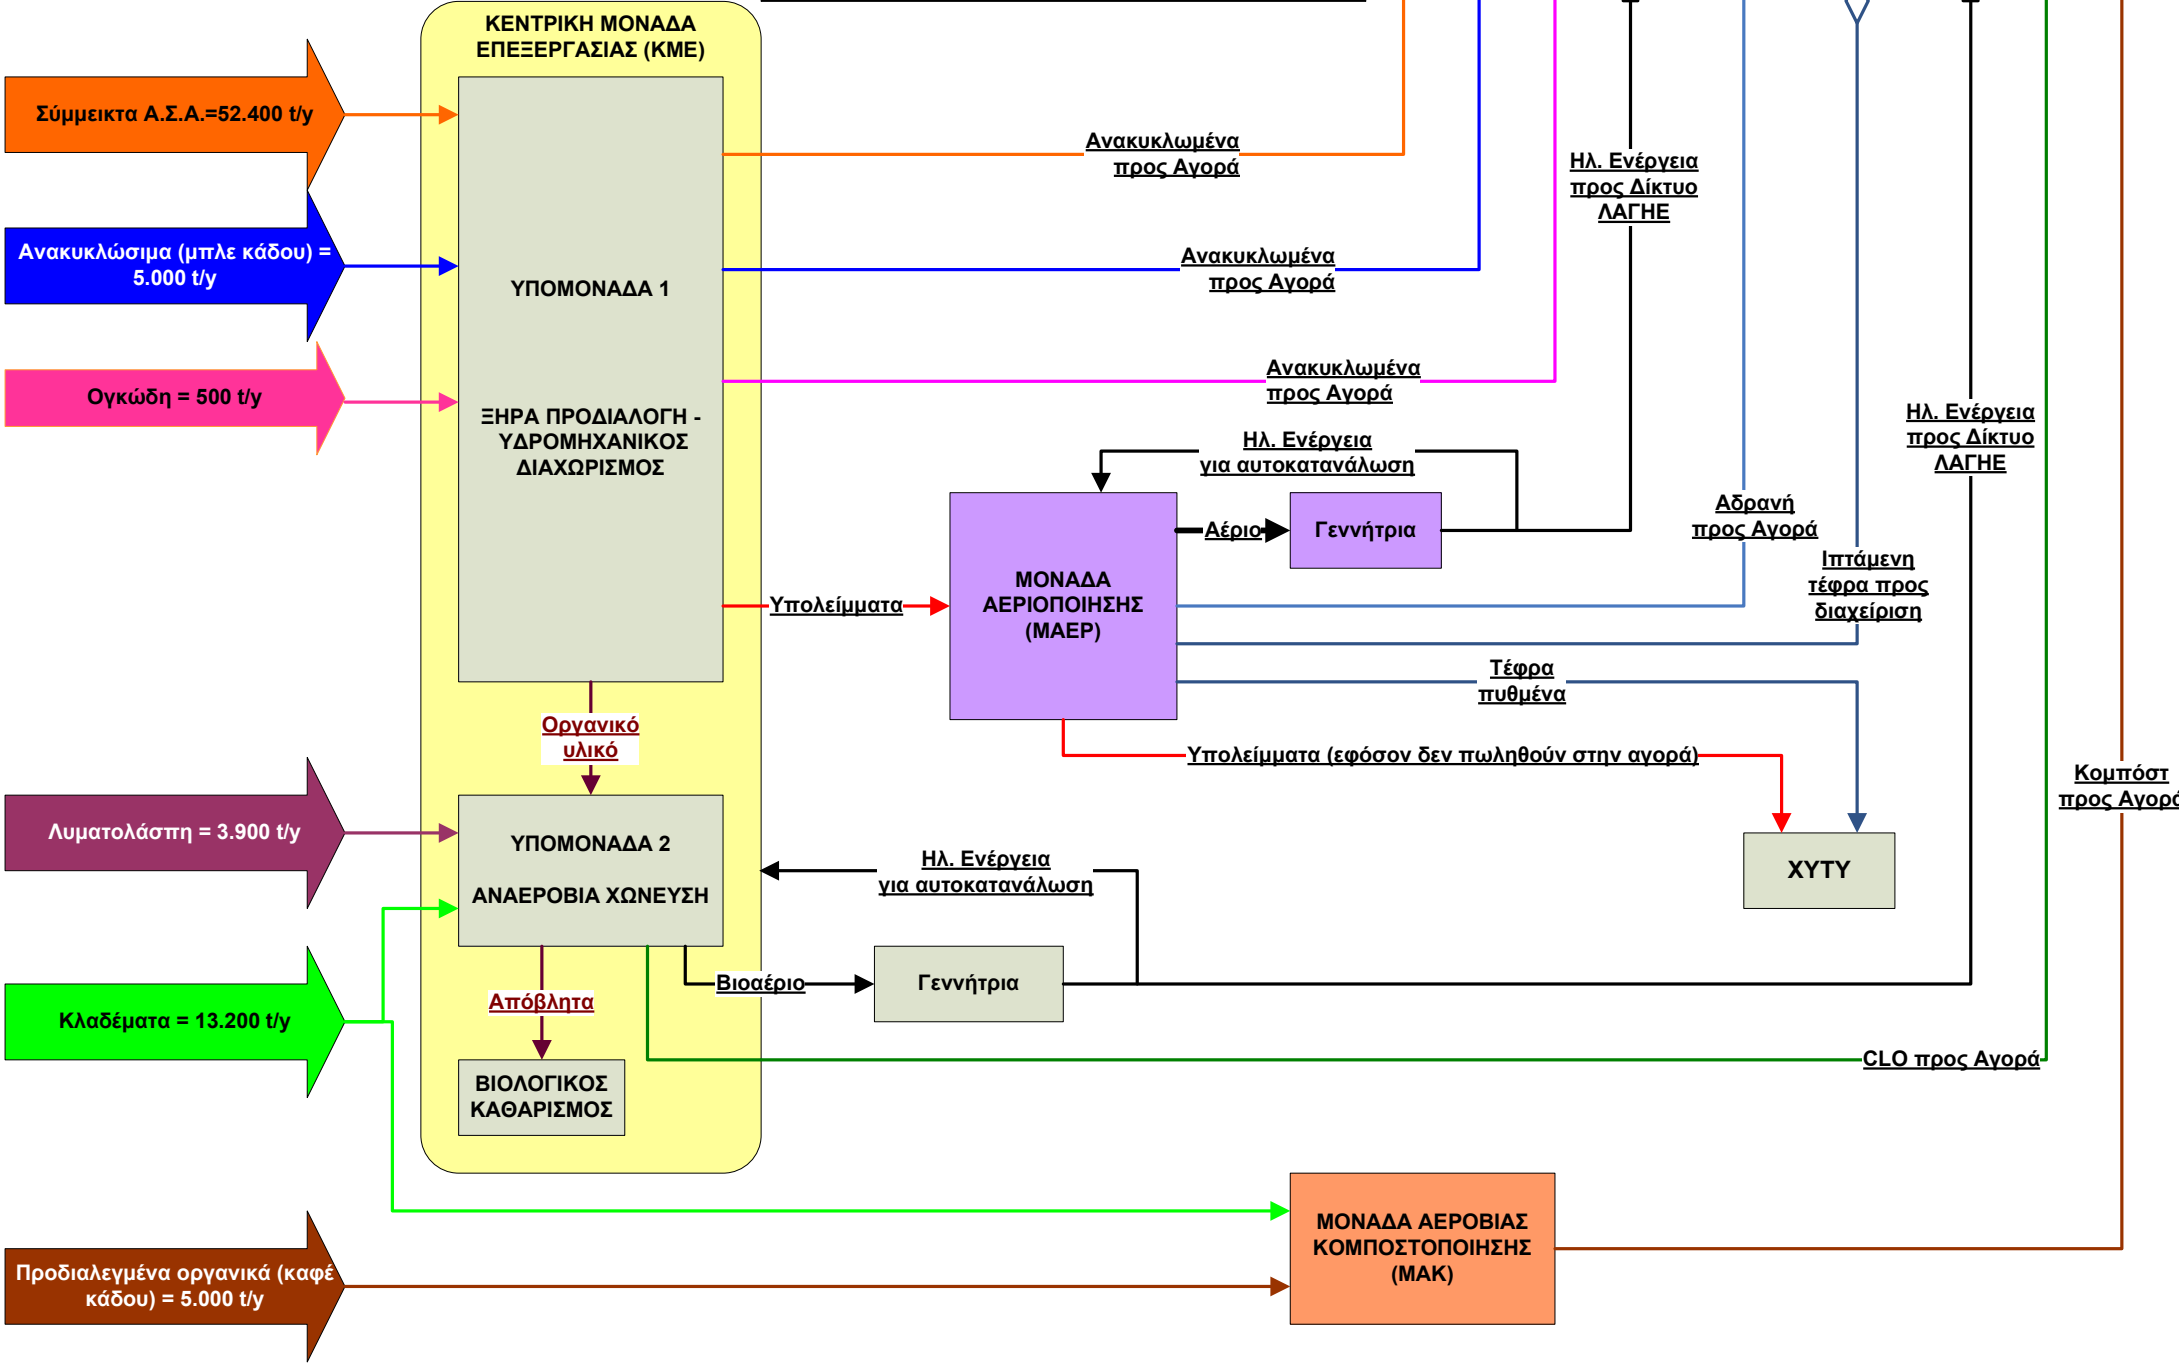 ΚΕΝΤΡΙΚΗ ΜΟΝΑΔΑ
ΕΠΕΞΕΡΓΑΣΙΑΣ (ΚΜΕ)
Σύμμεικτα Α.Σ.Α.=52.400 t/y
Ανακυκλωμένα
προς Αγορά
Ηλ. Ενέργεια
προς Δίκτυο
ΛΑΓΗΕ
Ανακυκλώσιμα (μπλε κάδου) =
5.000 t/y
ΥΠΟΜΟΝΑΔΑ 1
Ανακυκλωμένα
προς Αγορά
Ογκώδη = 500 t/y
ΞΗΡΑ ΠΡΟΔΙΑΛΟΓΗ -
ΥΔΡΟΜΗΧΑΝΙΚΟΣ
ΔΙΑΧΩΡΙΣΜΟΣ
Ανακυκλωμένα
προς Αγορά
Ηλ. Ενέργεια
προς Δίκτυο
ΛΑΓΗΕ
Ηλ. Ενέργεια
για αυτοκατανάλωση
Αέριο
Γεννήτρια
Αδρανή
προς Αγορά
Ιπτάμενη
τέφρα προς
διαχείριση
ΜΟΝΑΔΑ
ΑΕΡΙΟΠΟΙΗΣΗΣ
(ΜΑΕΡ)
Υπολείμματα
Τέφρα
πυθμένα
Οργανικό
υλικό
Υπολείμματα (εφόσον δεν πωληθούν στην αγορά)
Κομπόστ
προς Αγορά
Λυματολάσπη = 3.900 t/y
ΥΠΟΜΟΝΑΔΑ 2
ΑΝΑΕΡΟΒΙΑ ΧΩΝΕΥΣΗ
Ηλ. Ενέργεια
για αυτοκατανάλωση
ΧΥΤΥ
Βιοαέριο
Γεννήτρια
Απόβλητα
Κλαδέματα = 13.200 t/y
CLO προς Αγορά
ΒΙΟΛΟΓΙΚΟΣ
ΚΑΘΑΡΙΣΜΟΣ
ΜΟΝΑΔΑ ΑΕΡΟΒΙΑΣ
ΚΟΜΠΟΣΤΟΠΟΙΗΣΗΣ
(ΜΑΚ)
Προδιαλεγμένα οργανικά (καφέ
κάδου) = 5.000 t/y